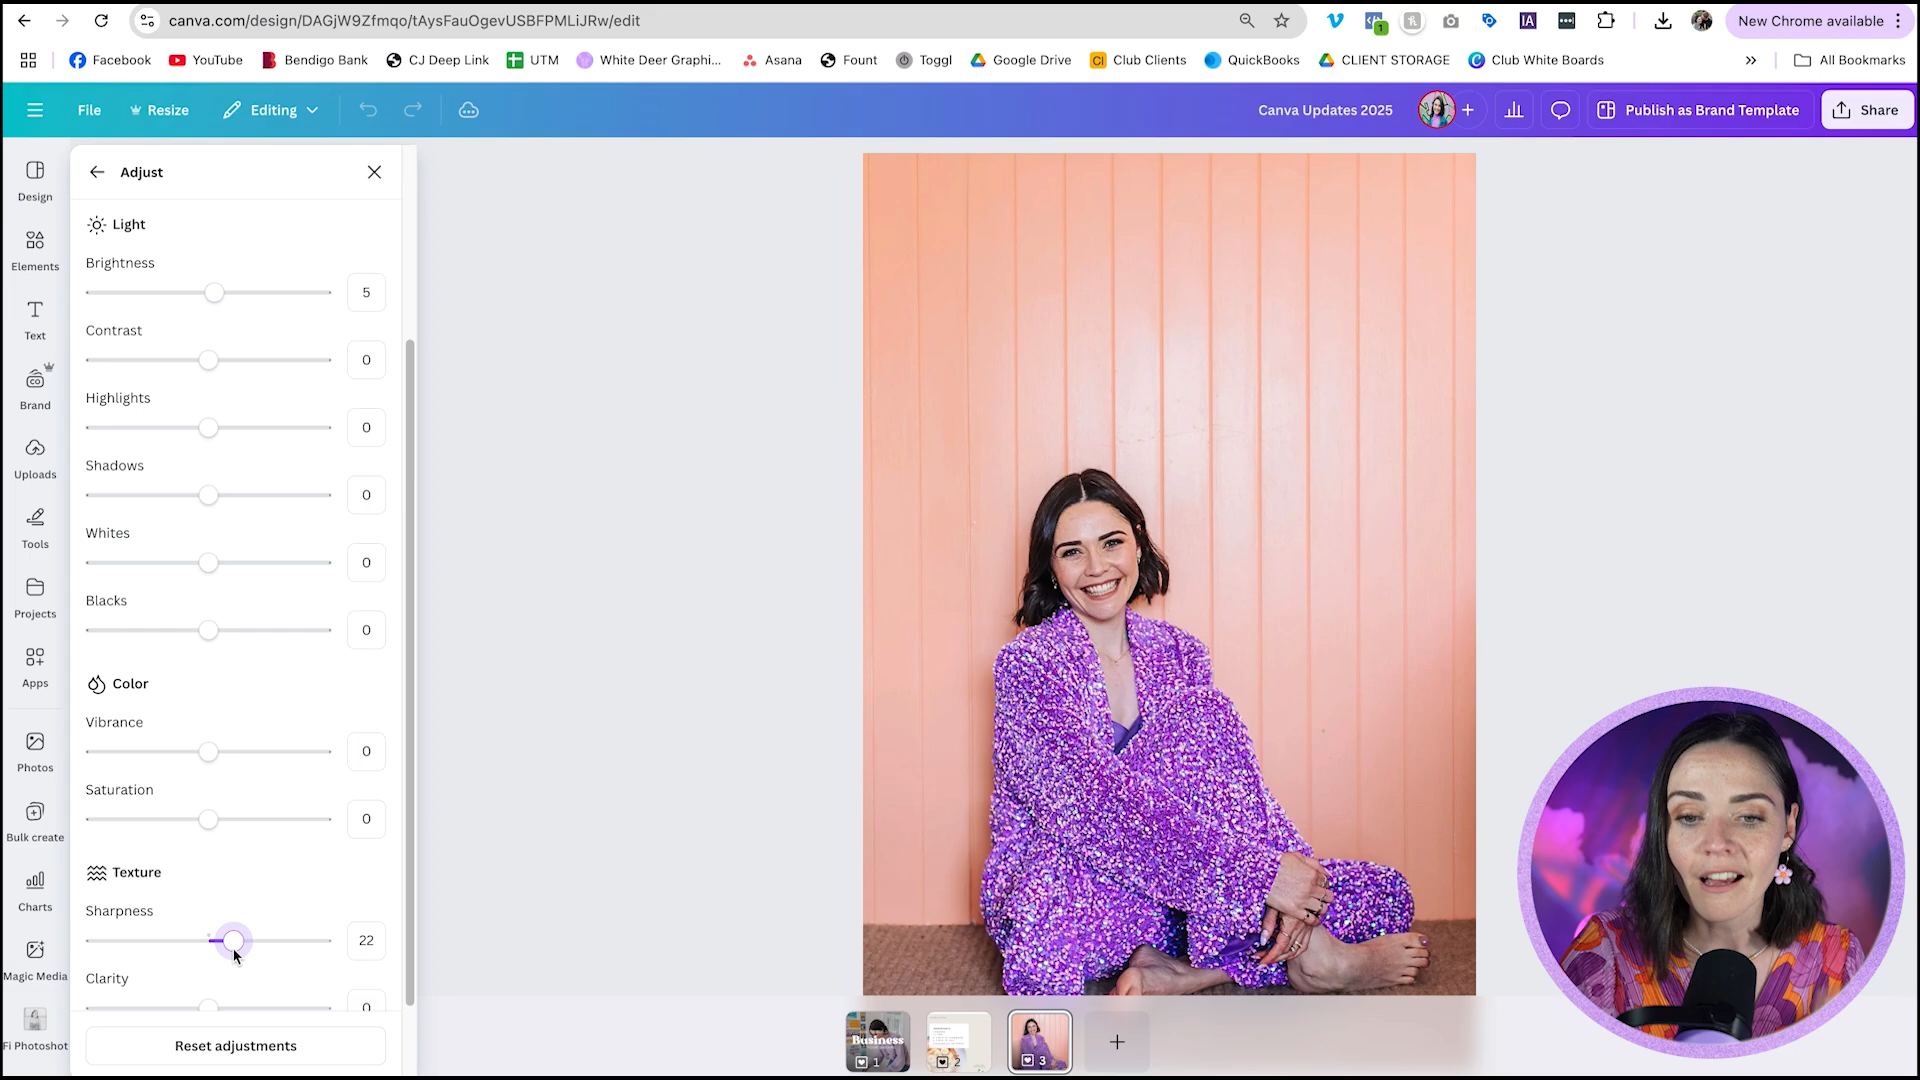 canva.com/design/DAGjW9Zfmqo/tAysFauOgevUSBFPMLiJRw/edit
1
IA
New Chrome available
Facebook
YouTube
Bendigo Bank
CJ Deep Link
UTM
White Deer Graphi...
Asana
Fount
Toggl
Google Drive
CI Club Clients
QuickBooks
CLIENT STORAGE
Club White Boards
All Bookmarks
File
Resize
Editing
Canva Updates 2025
Publish as Brand Template
Share
Design
Elements
Text
Brand
Uploads
Tools
Projects
Apps
Photos
Bulk create
Charts
Magic Media
Fi Photoshot
Adjust
Light
Brightness
5
Contrast
0
Highlights
0
Shadows
0
Whites
0
Blacks
0
Color
Vibrance
0
Saturation
0
Texture
Sharpness
22
Clarity
0
Reset adjustments
Business
1
2
3